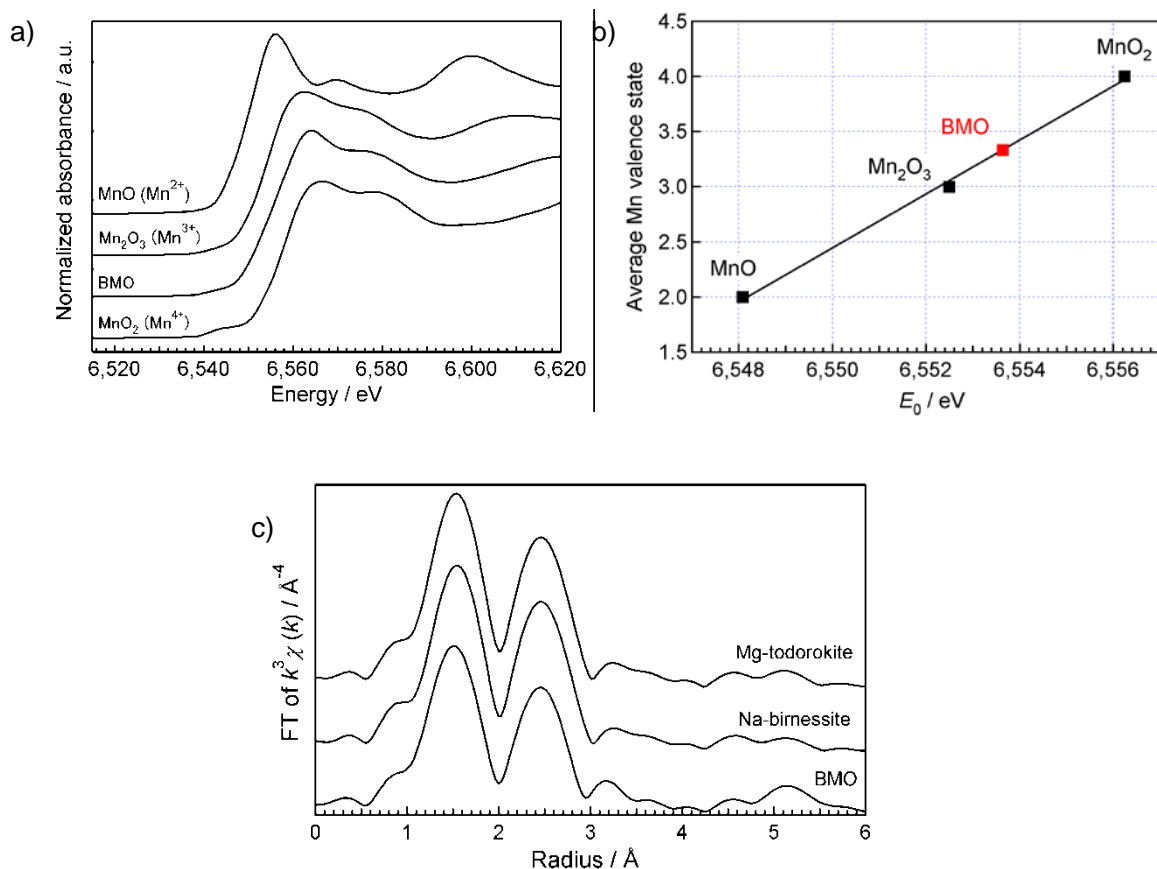 a)
Normalized absorbance / a.u.
MnO (Mn²⁺)
Mn₂O₃ (Mn³⁺)
BMO
MnO₂ (Mn⁴⁺)
6,520 6,540 6,560 6,580 6,600 6,620
Energy / eV
b)
Average Mn valence state
4.5
4.0
3.5
3.0
2.5
2.0
1.5
MnO₂
BMO
Mn₂O₃
MnO
6,548 6,550 6,552 6,554 6,556
E₀ / eV
c)
FT of k³ χ (k) / Å⁻⁴
Mg-todorokite
Na-birnessite
BMO
0 1 2 3 4 5 6
Radius / Å